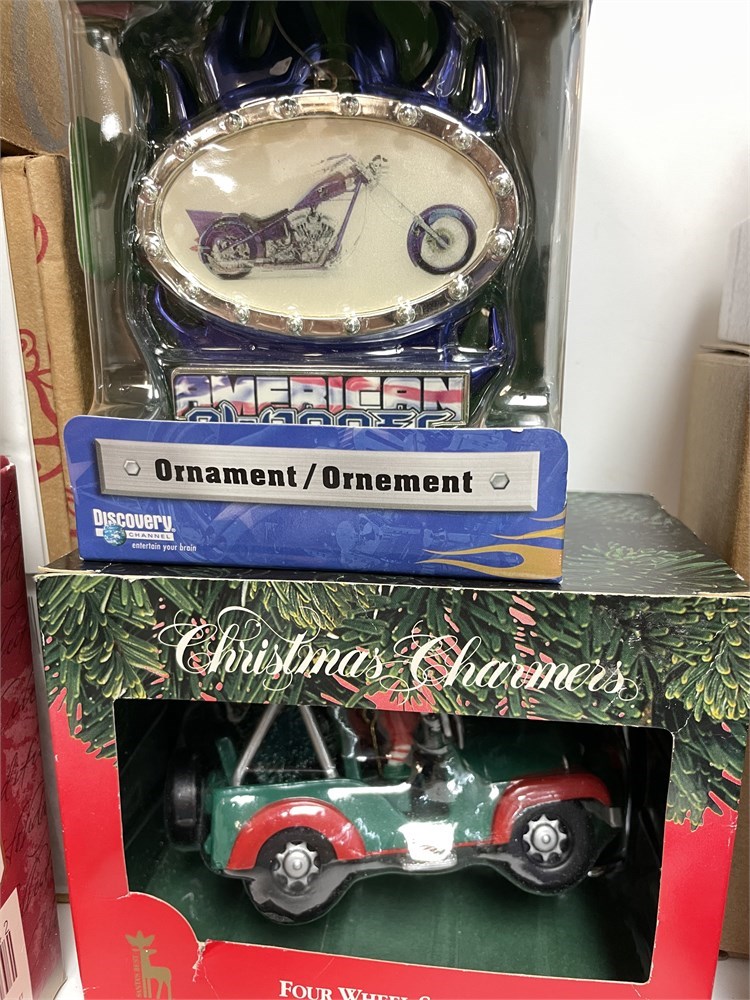 AMERICAN
Ornament/Ornement
DISCOVERY
CHANNEL
entertain your brain
Christmas Charmers
FOUR WHEEL